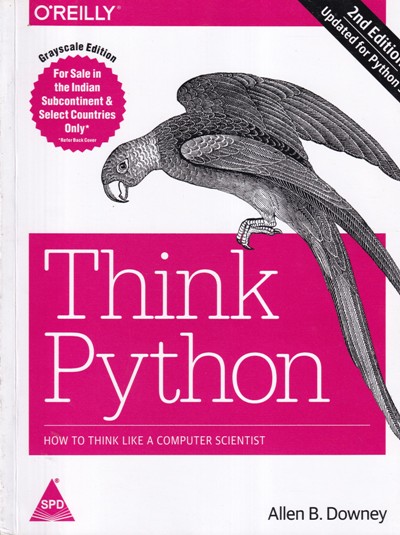 O'REILLY®
2nd Edition
Updated for Python
Grayscale Edition
For Sale in
the Indian
Subcontinent &
Select Countries
Only*
*Refer Back Cover
Think
Python
HOW TO THINK LIKE A COMPUTER SCIENTIST
SPD
Allen B. Downey